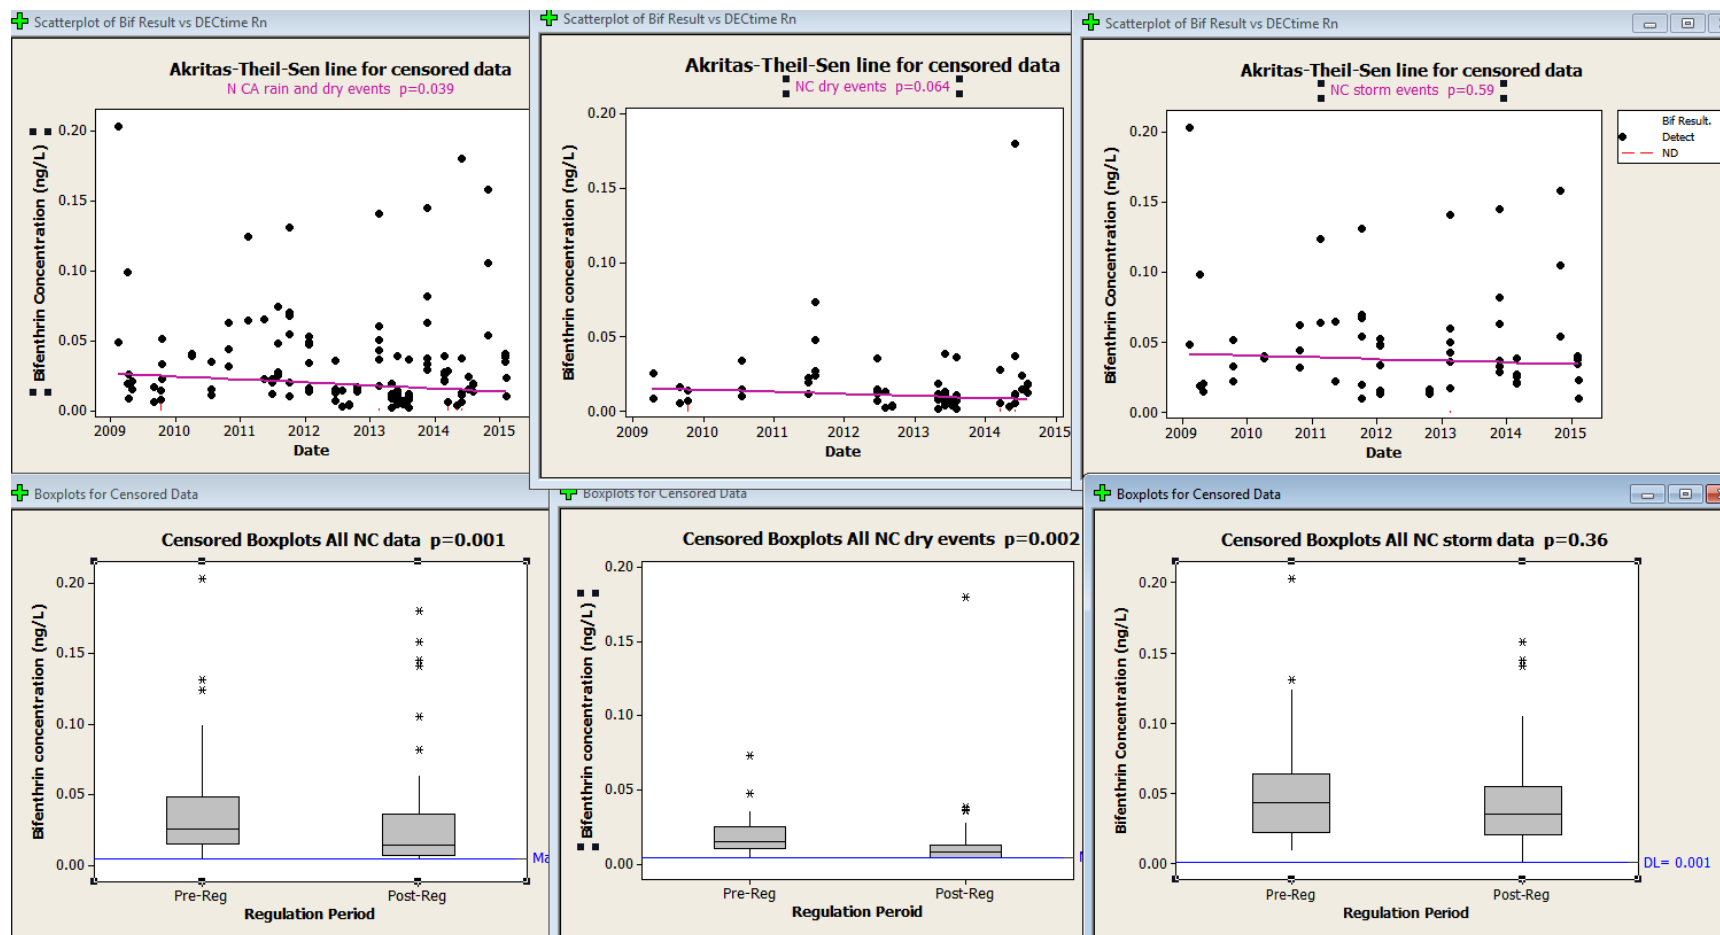 Scatterplot of Bif Result vs DECtime Rn
Akritas-Theil-Sen line for censored data
N CA rain and dry events p=0.039
Bifenthrin Concentration (ng/L)
0.20
0.15
0.10
0.05
0.00
2009 2010 2011 2012 2013 2014 2015
Date
Scatterplot of Bif Result vs DECtime Rn
Akritas-Theil-Sen line for censored data
NC dry events p=0.064
Bifenthrin concentration (ng/L)
0.20
0.15
0.10
0.05
0.00
2009 2010 2011 2012 2013 2014 2015
Date
Scatterplot of Bif Result vs DECtime Rn
Akritas-Theil-Sen line for censored data
NC storm events p=0.59
Bif Result.
Detect
ND
Bifenthrin Concentration (ng/L)
0.20
0.15
0.10
0.05
0.00
2009 2010 2011 2012 2013 2014 2015
Date
Boxplots for Censored Data
Censored Boxplots All NC data p=0.001
Bifenthrin concentration (ng/L)
0.20
0.15
0.10
0.05
0.00
Ma
Pre-Reg Post-Reg
Regulation Period
Boxplots for Censored Data
Censored Boxplots All NC dry events p=0.002
Bifenthrin concentration (ng/L)
0.20
0.15
0.10
0.05
0.00
Pre-Reg Post-Reg
Regulation Peroid
Boxplots for Censored Data
Censored Boxplots All NC storm data p=0.36
Bifenthrin Concentration (ng/L)
0.20
0.15
0.10
0.05
0.00
DL= 0.001
Pre-Reg Post-Reg
Regulation Period